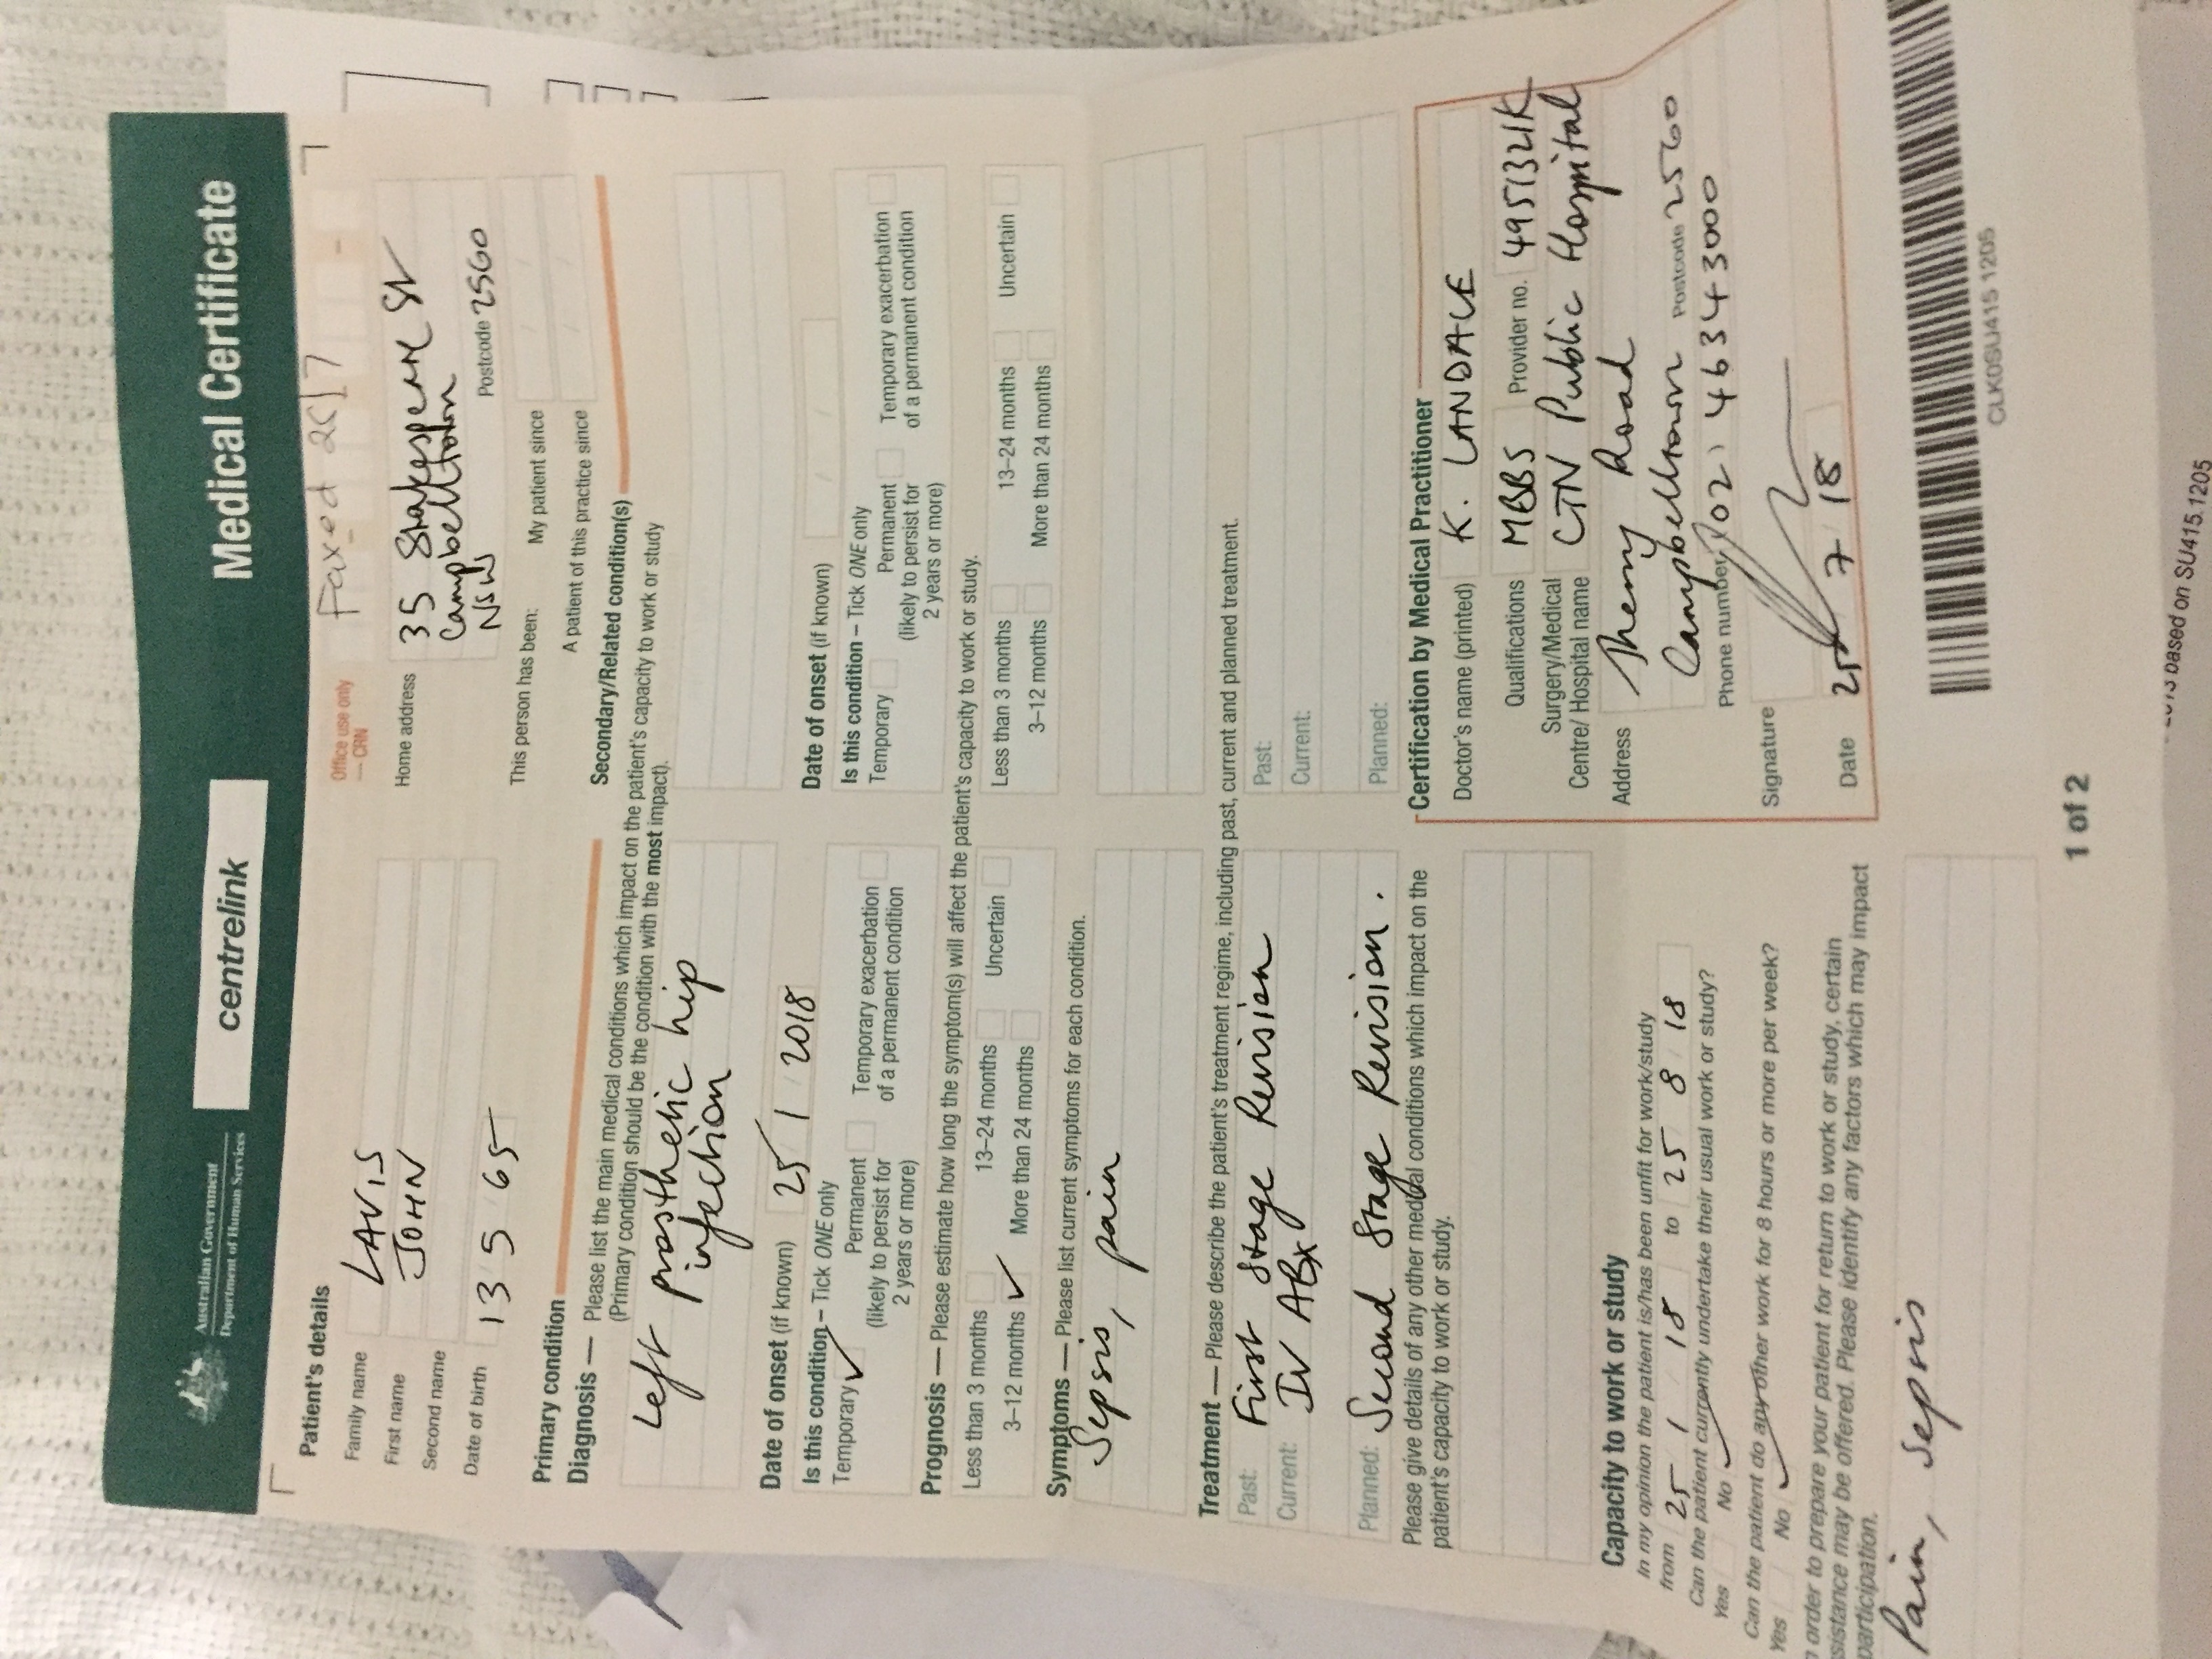 Australian Government
Department of Human Services
centrelink
Medical Certificate
Patient's details
Family name LAVIS
First name JOHN
Second name
Date of birth 13 / 5 / 65
Office use only
— CRN
Faxed
Home address 35 Shakespeare St
Campbelltown
NSW
Postcode 2560
This person has been: My patient since / /
A patient of this practice since / /
Primary condition
Diagnosis — Please list the main medical conditions which impact on the patient's capacity to work or study
(Primary condition should be the condition with the most impact).
Left prosthetic hip
infection
Secondary/Related condition(s)
Date of onset (if known) 25 / 1 / 2018
Is this condition – Tick ONE only
Temporary ✓
Permanent
(likely to persist for
2 years or more)
Temporary exacerbation
of a permanent condition
Date of onset (if known) / /
Is this condition – Tick ONE only
Temporary
Permanent
(likely to persist for
2 years or more)
Temporary exacerbation
of a permanent condition
Prognosis — Please estimate how long the symptom(s) will affect the patient's capacity to work or study.
Less than 3 months 13–24 months Uncertain
3–12 months ✓ More than 24 months
Less than 3 months 13–24 months Uncertain
3–12 months More than 24 months
Symptoms — Please list current symptoms for each condition.
Sepsis, pain
Treatment — Please describe the patient's treatment regime, including past, current and planned treatment.
Past: First Stage Revision
Current: IV ABx
Planned: Second Stage Revision.
Past:
Current:
Planned:
Please give details of any other medical conditions which impact on the
patient's capacity to work or study.
Capacity to work or study
In my opinion the patient is/has been unfit for work/study
from 25 / 1 / 18 to 25 / 8 / 18
Can the patient currently undertake their usual work or study?
Yes No ✓
Can the patient do any other work for 8 hours or more per week?
Yes No ✓
order to prepare your patient for return to work or study, certain
ssistance may be offered. Please identify any factors which may impact
participation.
Pain, sepsis
Certification by Medical Practitioner
Doctor's name (printed) K. LANDALE
Qualifications MBBS Provider no. 4951321K
Surgery/Medical
Centre/ Hospital name CTN Public Hospital
Address Therry Road
Campbelltown Postcode 2560
Phone number (02) 4634 3000
Signature
Date 25 / 7 / 18
CLK0SU415 1205
1 of 2
based on SU415.1205